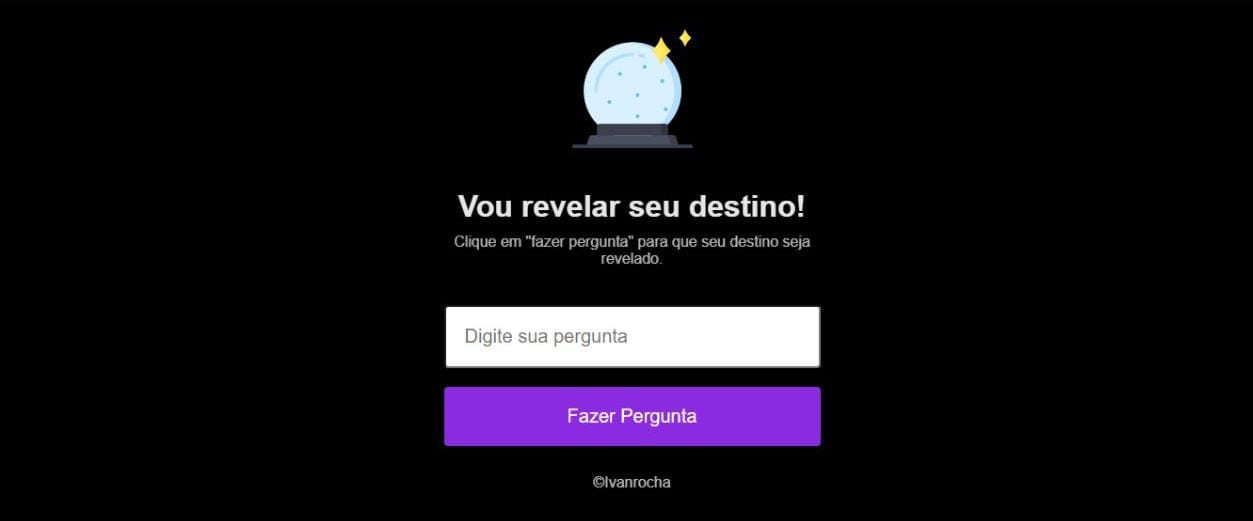 Vou revelar seu destino!
Clique em "fazer pergunta" para que seu destino seja
revelado.
Digite sua pergunta
Fazer Pergunta
©Ivanrocha